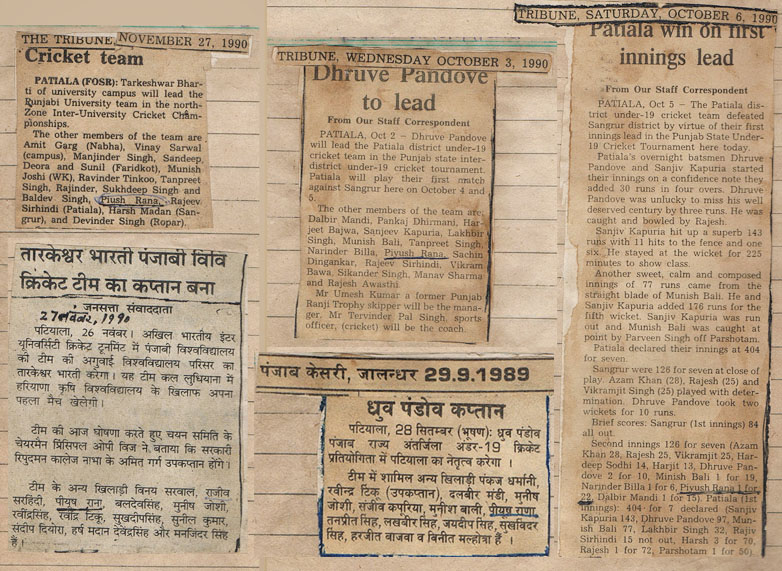 THE TRIBUNE, NOVEMBER 27, 1990
Cricket team
PATIALA (FOSR): Tarkeshwar Bhar-
ti of university campus will lead the
Punjabi University team in the north-
Zone Inter-University Cricket Cham-
pionships.
The other members of the team are
Amit Garg (Nabha), Vinay Sarwal
(campus), Manjinder Singh, Sandeep,
Deora and Sunil (Faridkot), Munish
Joshi (WK), Ravinder Tinkoo, Tanpreet
Singh, Rajinder, Sukhdeep Singh and
Baldev Singh, Piush Rana, Rajeev
Sirhindi (Patiala), Harsh Madan (San-
grur), and Devinder Singh (Ropar).
तारकेश्वर भारती पंजाबी विवि
क्रिकेट टीम का कप्तान बना
जनसत्ता संवाददाता
27 नवंबर, 1990
पटियाला, 26 नवंबर। अखिल भारतीय इंटर
यूनिवर्सिटी क्रिकेट टूर्नामेंट में पंजाबी विश्वविद्यालय
की टीम की अगुवाई विश्वविद्यालय परिसर का
तारकेश्वर भारती करेगा। यह टीम कल लुधियाना में
हरियाणा कृषि विश्वविद्यालय के खिलाफ अपना
पहला मैच खेलेगी।
टीम की आज घोषणा करते हुए चयन समिति के
चेयरमैन प्रिंसिपल ओपी विज ने बताया कि सरकारी
रिपुदमन कालेज नाभा के अमित गर्ग उपकप्तान होंगे।
टीम के अन्य खिलाड़ी विनय सरवाल, राजीव
सरहिंदी, पीयूष राना, बलदेवसिंह, मुनीष जोशी,
रवींद्रसिंह, रवींद्र टिंकू, सुखदीपसिंह, सुनील कुमार,
संदीप दियोरा, हर्ष मदान देवेंद्रसिंह और मनजिंदर सिंह
हैं।
TRIBUNE, WEDNESDAY OCTOBER 3, 1990
Dhruve Pandove
to lead
From Our Staff Correspondent
PATIALA, Oct 2 – Dhruve Pandove
will lead the Patiala district under-19
cricket team in the Punjab state inter-
district under-19 cricket tournament.
Patiala will play their first match
against Sangrur here on October 4 and
5.
The other members of the team are:
Dalbir Mandi, Pankaj Dhirmani, Har-
jeet Bajwa, Sanjeev Kapuria, Lakhbir
Singh, Munish Bali, Tanpreet Singh,
Narinder Billa, Piyush Rana, Sachin
Dingankar, Rajeev Sirhindi, Vikram
Bawa, Sikander Singh, Manav Sharma
and Rajesh Awasthi.
Mr Umesh Kumar a former Punjab
Ranji Trophy skipper will be the mana-
ger. Mr Tervinder Pal Singh, sports
officer, (cricket) will be the coach.
पंजाब केसरी, जालन्धर 29.9.1989
ध्रुव पंडोव कप्तान
पटियाला, 28 सितम्बर (भूषण): ध्रुव पंडोव
पंजाब राज्य अंतर्जिला अंडर-19 क्रिकेट
प्रतियोगिता में पटियाला का नेतृत्व करेगा ।
टीम में शामिल अन्य खिलाड़ी पंकज धर्मानी,
रवीन्द्र टिक (उपकप्तान), दलबीर मंडी, मुनीष
जोशी, संजीव कपूरिया, मुनीश बाली, पीयूष राणा,
तनप्रीत सिंह, लखवीर सिंह, जयदीप सिंह, सुखविंदर
सिंह, हरजीत बाजवा व विनीत मल्होत्रा हैं ।
TRIBUNE, SATURDAY, OCTOBER 6, 1990
Patiala win on first
innings lead
From Our Staff Correspondent
PATIALA, Oct 5 – The Patiala dis-
trict under-19 cricket team defeated
Sangrur district by virtue of their first
innings lead in the Punjab State Under-
19 Cricket Tournament here today.
Patiala's overnight batsmen Dhruve
Pandove and Sanjiv Kapuria started
their innings on a confidence note they
added 30 runs in four overs. Dhruve
Pandove was unlucky to miss his well
deserved century by three runs. He was
caught and bowled by Rajesh.
Sanjiv Kapuria hit up a superb 143
runs with 11 hits to the fence and one
six. He stayed at the wicket for 225
minutes to show class.
Another sweet, calm and composed
innings of 77 runs came from the
straight blade of Munish Bali. He and
Sanjiv Kapuria added 176 runs for the
fifth wicket. Sanjiv Kapuria was
run out and Munish Bali was caught at
point by Parveen Singh off Parshotam.
Patiala declared their innings at 404
for seven.
Sangrur were 126 for seven at close of
play. Azam Khan (28), Rajesh (25) and
Vikramjit Singh (25) played with deter-
mination. Dhruve Pandove took two
wickets for 10 runs.
Brief scores: Sangrur (1st innings) 84
all out.
Second innings 126 for seven (Azam
Khan 28, Rajesh 25, Vikramjit 25, Har-
deep Sodhi 14, Harjit 13, Dhruve Pan-
dove 2 for 10, Minish Bali 1 for 19,
Narinder Billa 1 for 6, Piyush Rana 1 for
22, Dalbir Mandi 1 for 15). Patiala (1st
innings): 404 for 7 declared (Sanjiv
Kapuria 143, Dhruve Pandove 97, Mun-
ish Bali 77, Lakhbir Singh 32, Rajiv
Sirhindi 15 not out, Harsh 3 for 70,
Rajesh 1 for 72, Parshotam 1 for 50).